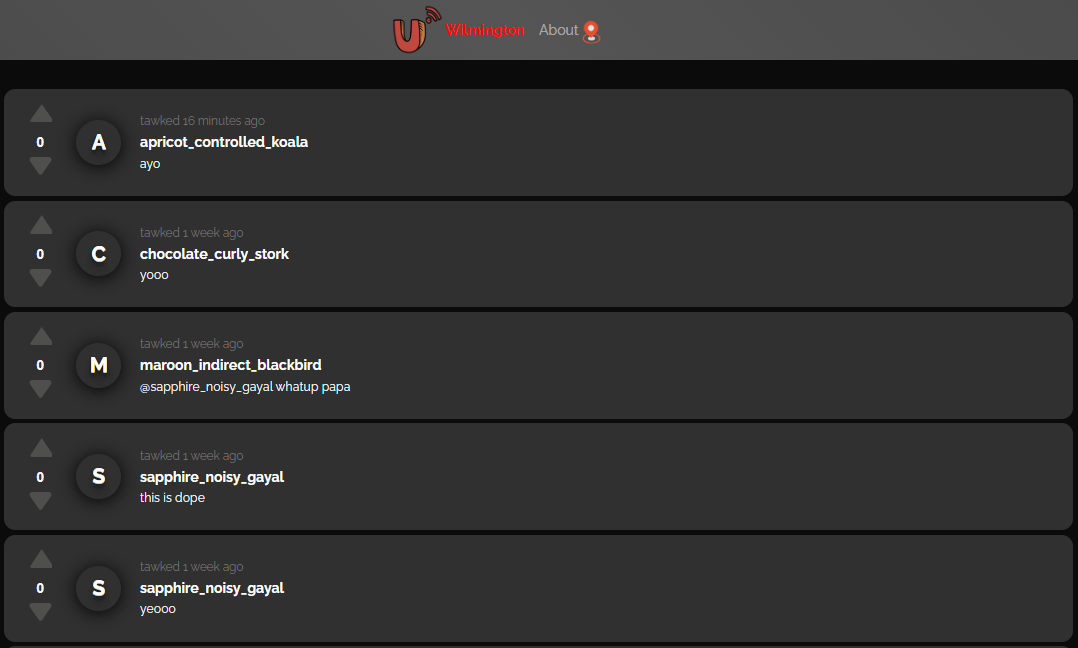 U Wilmington About
tawked 16 minutes ago
0 A apricot_controlled_koala
ayo
tawked 1 week ago
0 C chocolate_curly_stork
yooo
tawked 1 week ago
0 M maroon_indirect_blackbird
@sapphire_noisy_gayal whatup papa
tawked 1 week ago
0 S sapphire_noisy_gayal
this is dope
tawked 1 week ago
0 S sapphire_noisy_gayal
yeooo